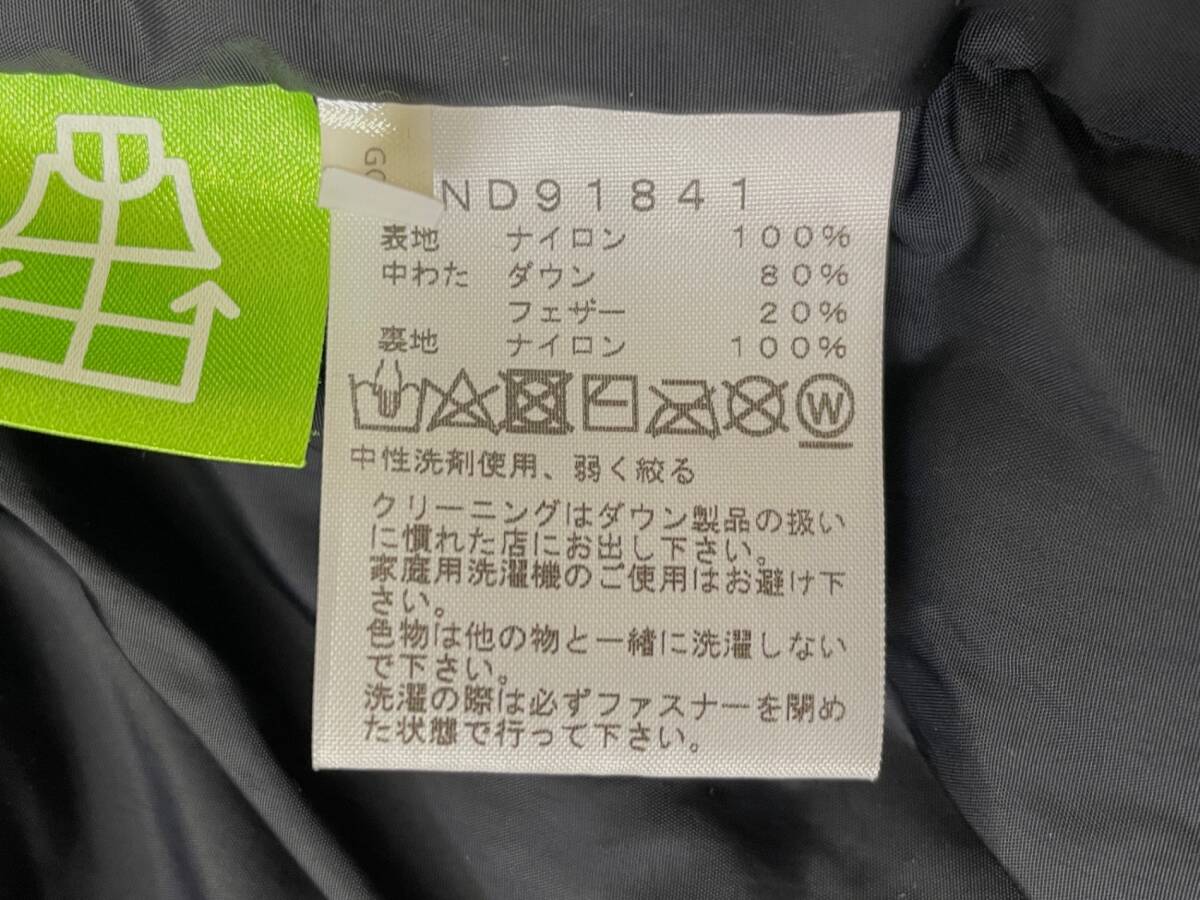 GO
ND91841
表地 ナイロン 100%
中わた ダウン 80%
フェザー 20%
裏地 ナイロン 100%
W
中性洗剤使用、弱く絞る
クリーニングはダウン製品の扱い
に慣れた店にお出し下さい。
家庭用洗濯機のご使用はお避け下
さい。
色物は他の物と一緒に洗濯しない
で下さい。
洗濯の際は必ずファスナーを閉め
た状態で行って下さい。